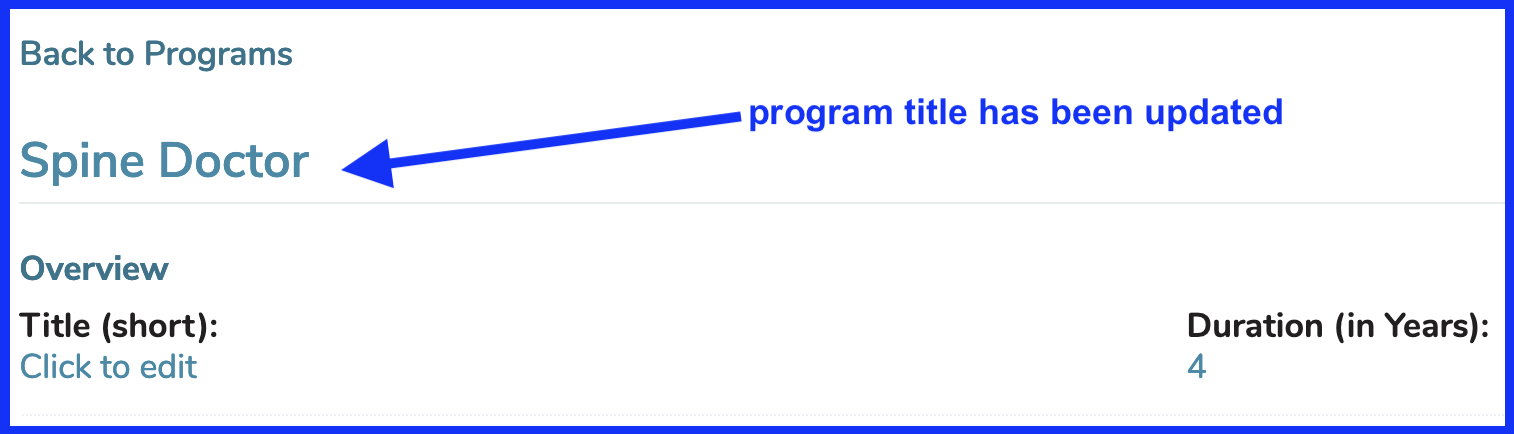 Back to Programs
program title has been updated
Spine Doctor
Overview
Title (short):
Click to edit
Duration (in Years):
4